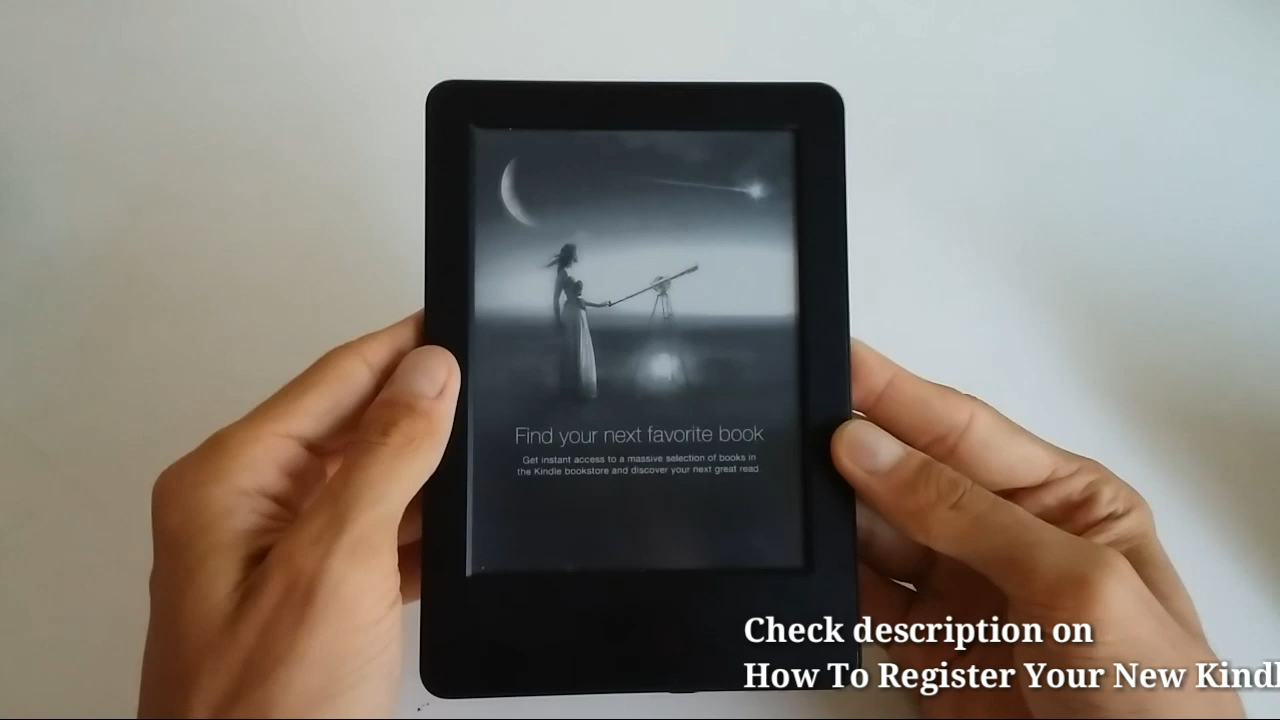 Find your next favorite book
Get instant access to a massive selection of books in
the Kindle bookstore and discover your next great read
Check description on
How To Register Your New Kindl